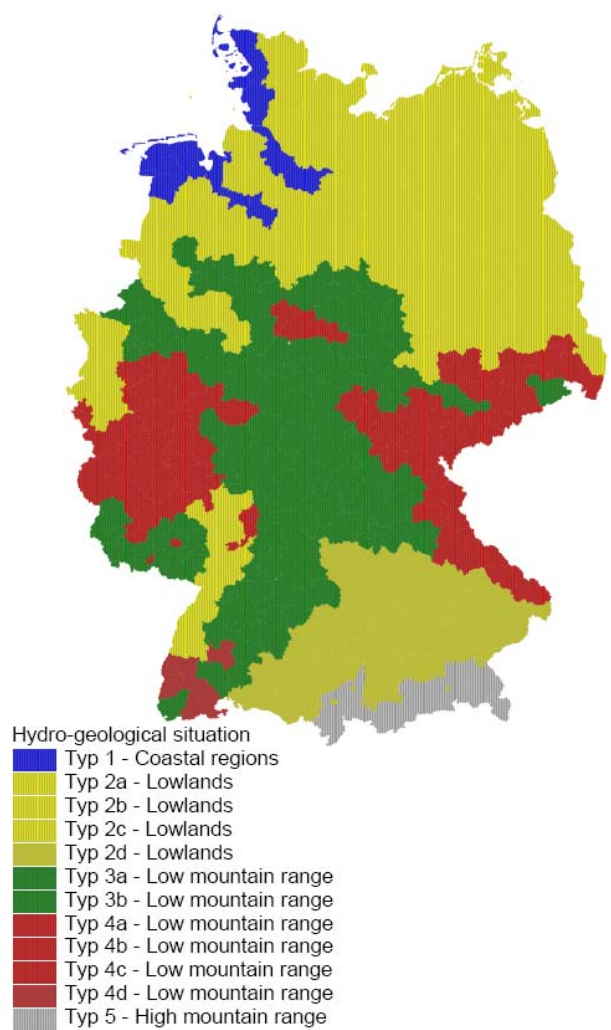 Hydro-geological situation
Typ 1 - Coastal regions
Typ 2a - Lowlands
Typ 2b - Lowlands
Typ 2c - Lowlands
Typ 2d - Lowlands
Typ 3a - Low mountain range
Typ 3b - Low mountain range
Typ 4a - Low mountain range
Typ 4b - Low mountain range
Typ 4c - Low mountain range
Typ 4d - Low mountain range
Typ 5 - High mountain range